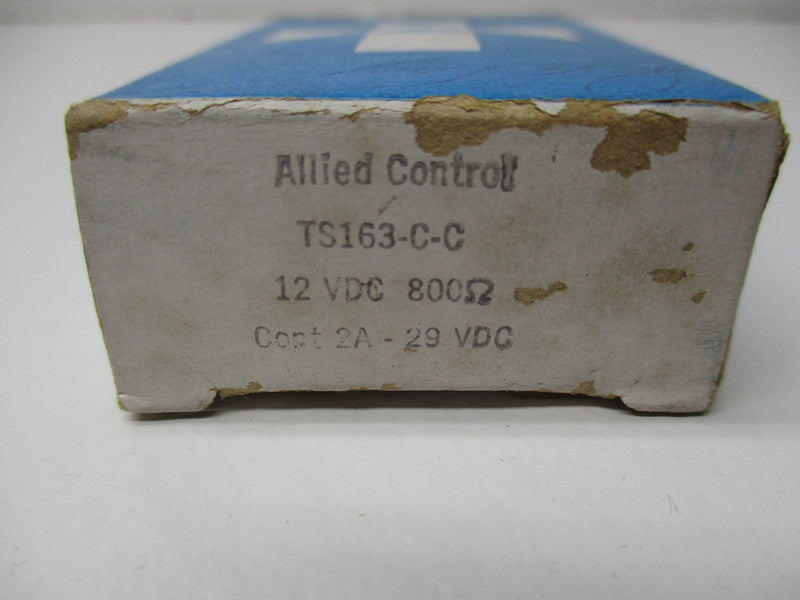 Allied Control
TS163-C-C
12 VDC 800Ω
Cont 2A - 29 VDC